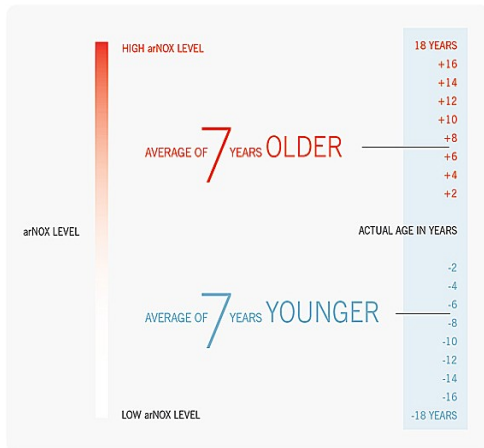 HIGH arNOX LEVEL
18 YEARS
+16
+14
+12
+10
+8
AVERAGE OF 7 YEARS OLDER
+6
+4
+2
arNOX LEVEL
ACTUAL AGE IN YEARS
-2
-4
-6
AVERAGE OF 7 YEARS YOUNGER
-8
-10
-12
-14
-16
LOW arNOX LEVEL
-18 YEARS